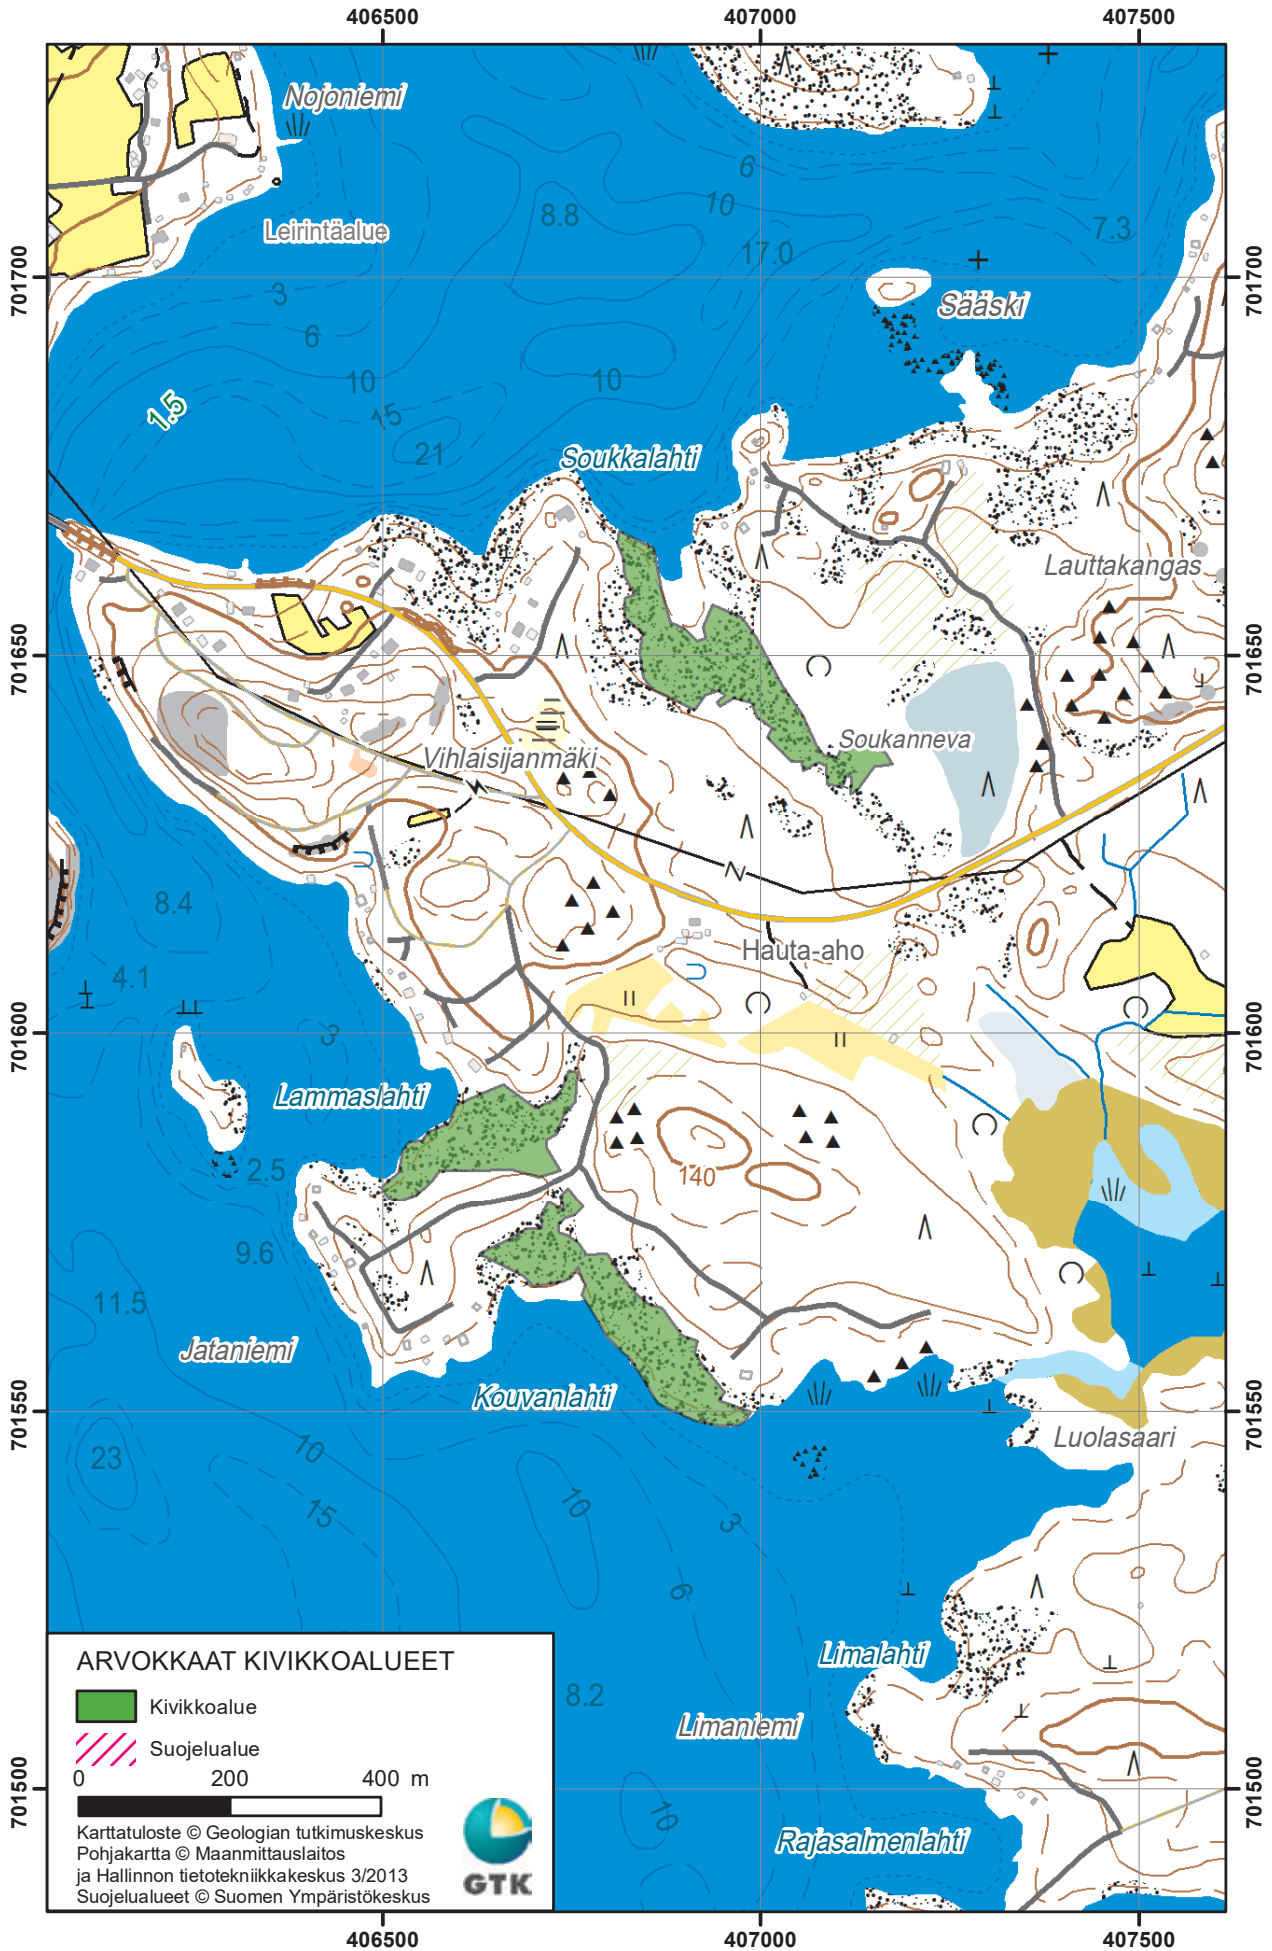 406500
407000
407500
Nojoniemi
6
10
8.8
7.3
Leirintäalue
17.0
701700
701700
3
Sääski
6
10
10
1.5
15
21
Soukkalahti
Lauttakangas
701650
701650
Soukanneva
Vihlaisijanmäki
8.4
Hauta-aho
4.1
701600
701600
3
Lammaslahti
2.5
140
9.6
11.5
Jataniemi
Kouvanlahti
701550
701550
Luolasaari
10
23
10
15
3
6
ARVOKKAAT KIVIKKOALUEET
Limalahti
8.2
Kivikkoalue
Limaniemi
Suojelualue
0 200 400 m
701500
701500
10
Karttatuloste © Geologian tutkimuskeskus
Rajasalmenlahti
Pohjakartta © Maanmittauslaitos
ja Hallinnon tietotekniikkakeskus 3/2013
GTK
Suojelualueet © Suomen Ympäristökeskus
406500
407000
407500